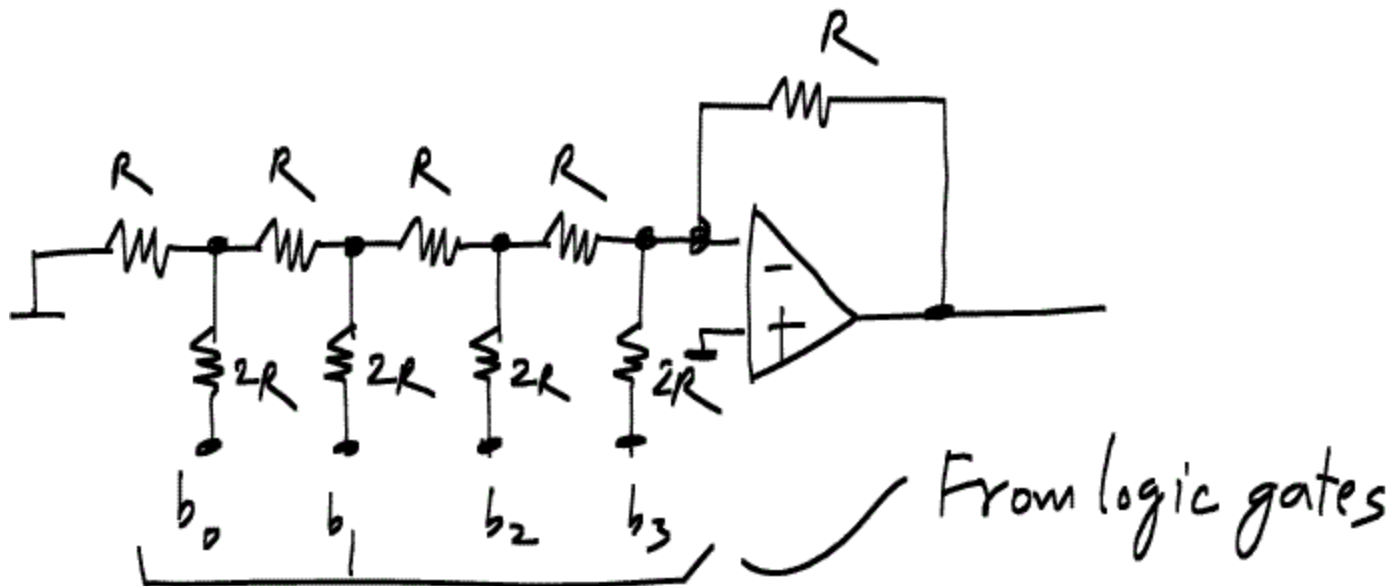 R
R R R R
- +
2R 2R 2R 2R
b0 b1 b2 b3
From logic gates